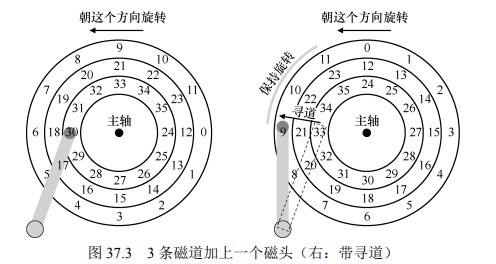 朝这个方向旋转
9
8 10
21
20 22
7 33 11
32 34
19 23
31 35
主轴
6 18 30 24 12 0
29 25
17 13
5 28 26 1
27
16 14
15
4 2
3
朝这个方向旋转
保持旋转
寻道
0
11 1
12
23 13
10 24 2
35 25
22 14
34 26
主轴
9 21 33 27 15 3
32 28
20 16
8 31 29 4
30
19 17
18
7 5
6
图 37.3 3 条磁道加上一个磁头（右：带寻道）